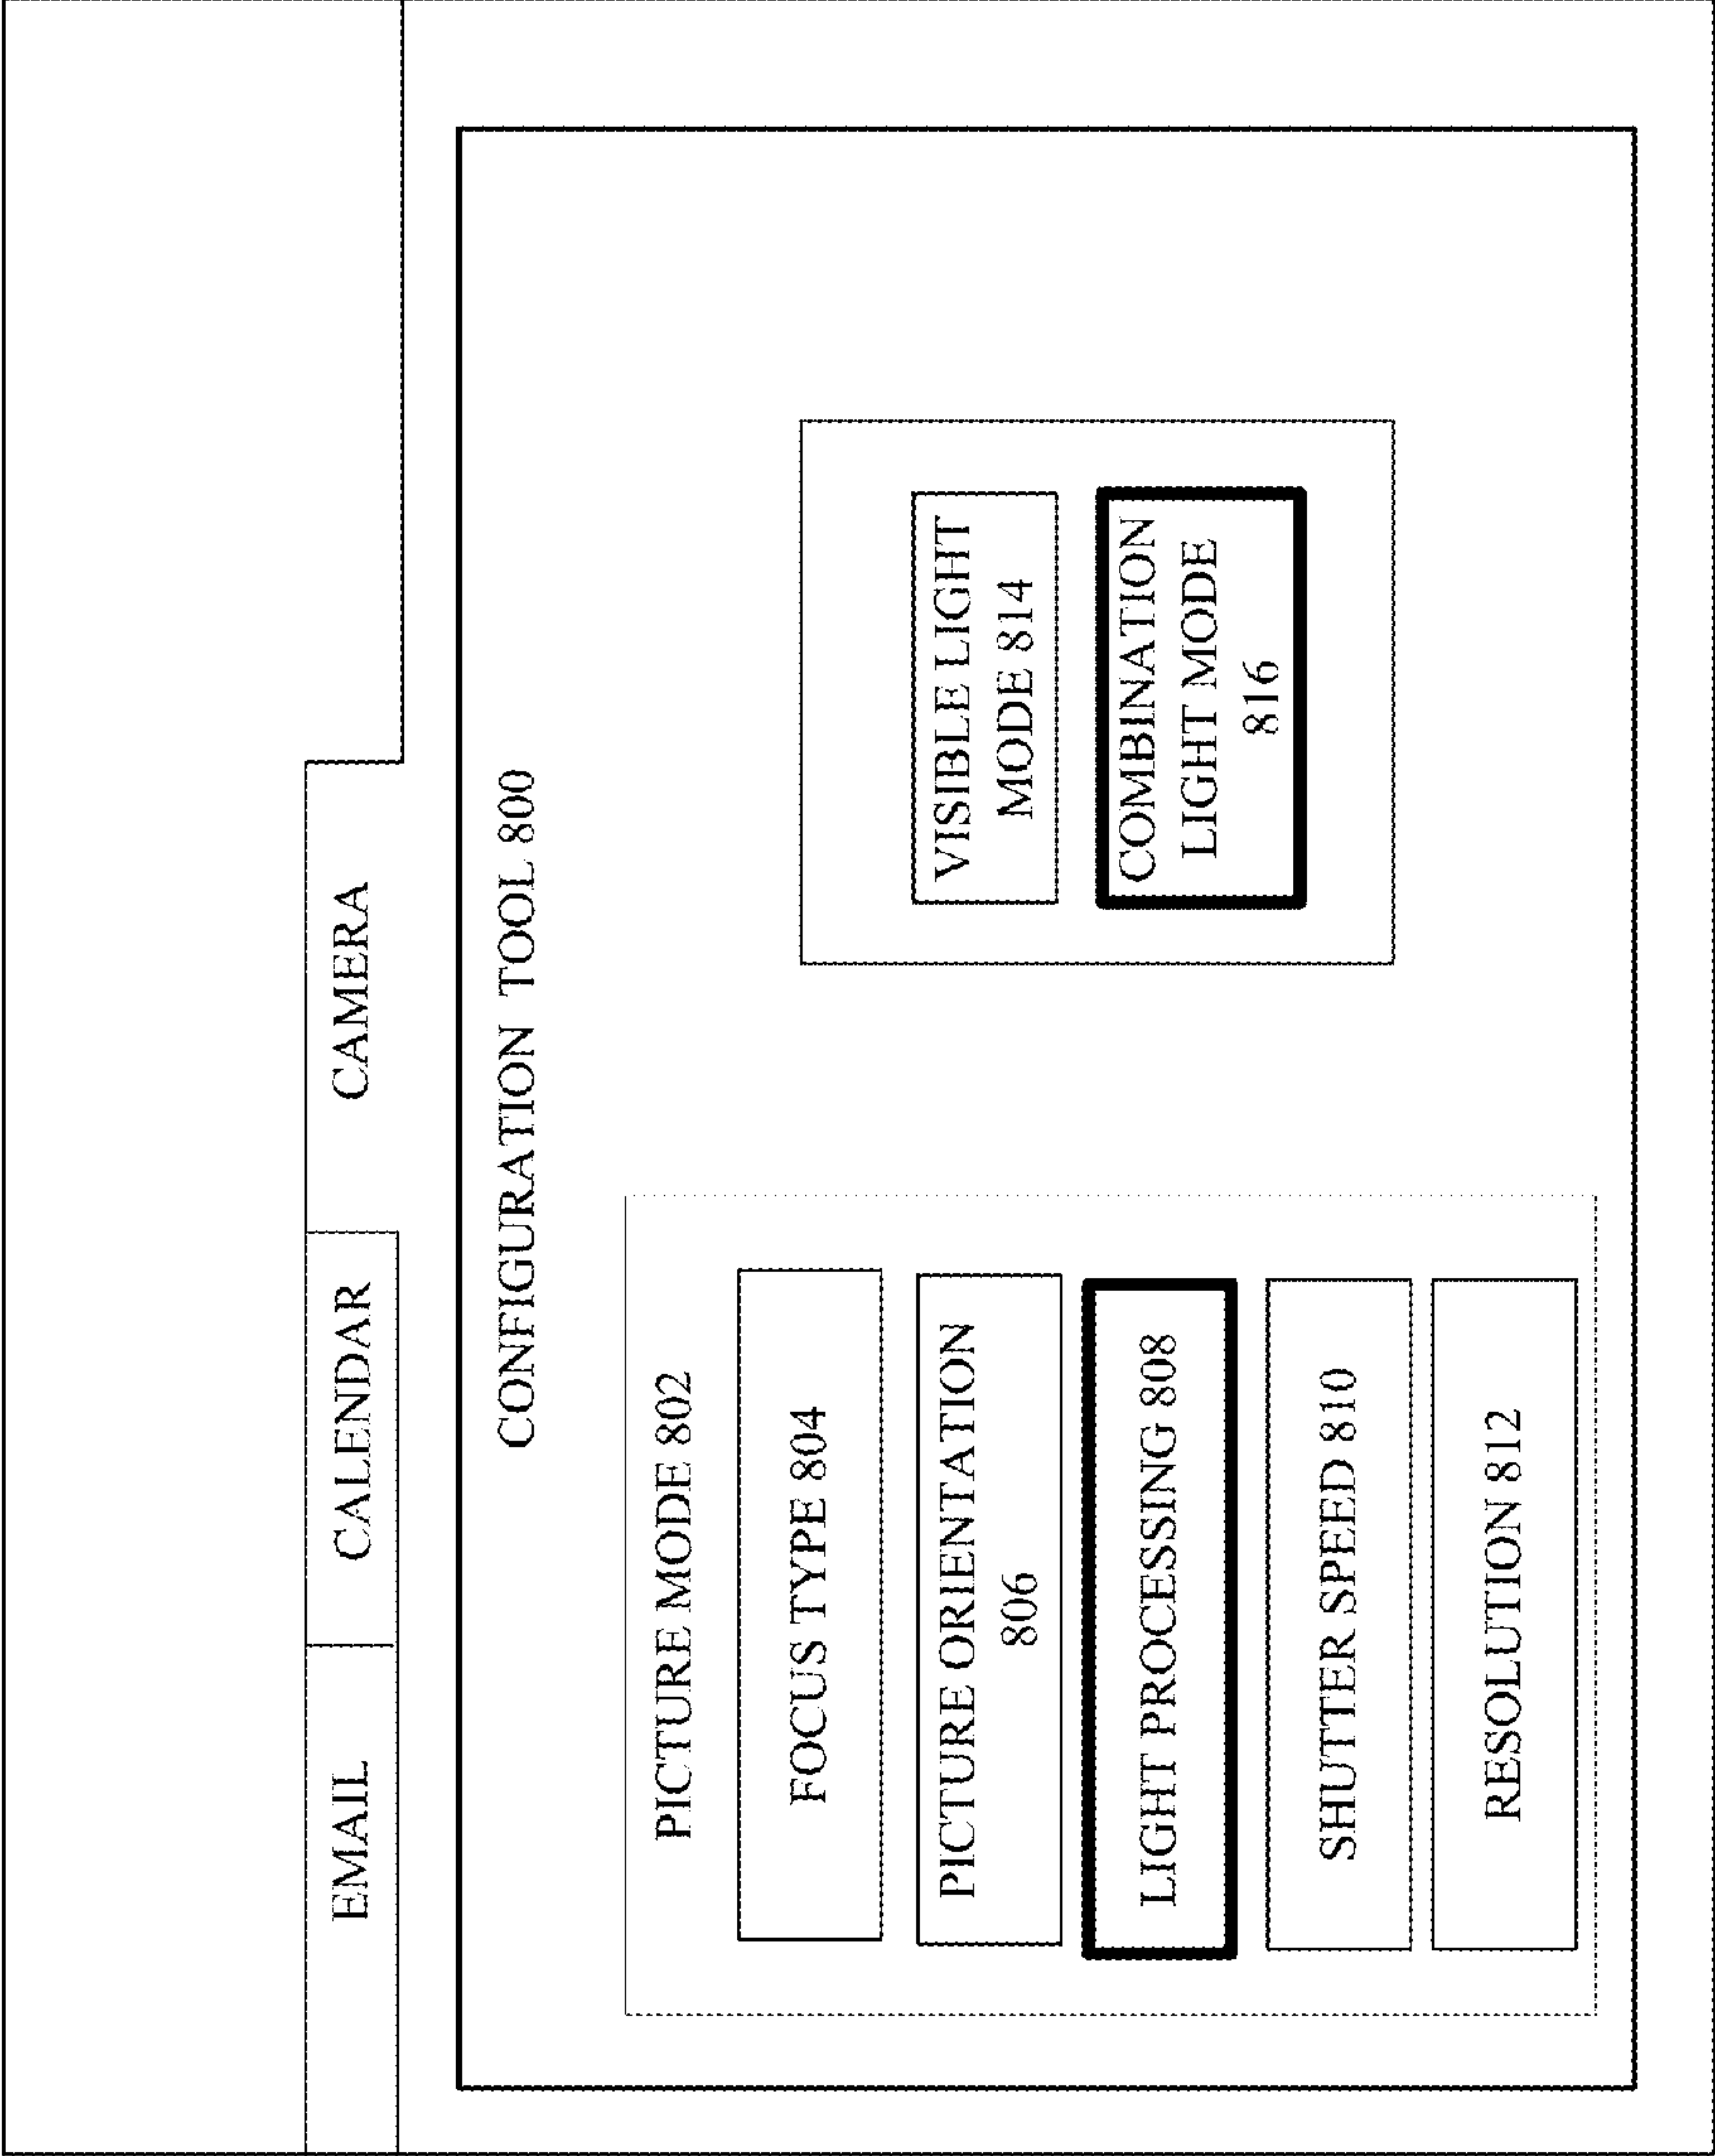 EMAIL
CALENDAR
CAMERA
CONFIGURATION TOOL 800
PICTURE MODE 802
FOCUS TYPE 804
PICTURE ORIENTATION
806
LIGHT PROCESSING 808
SHUTTER SPEED 810
RESOLUTION 812
VISIBLE LIGHT
MODE 814
COMBINATION
LIGHT MODE
816